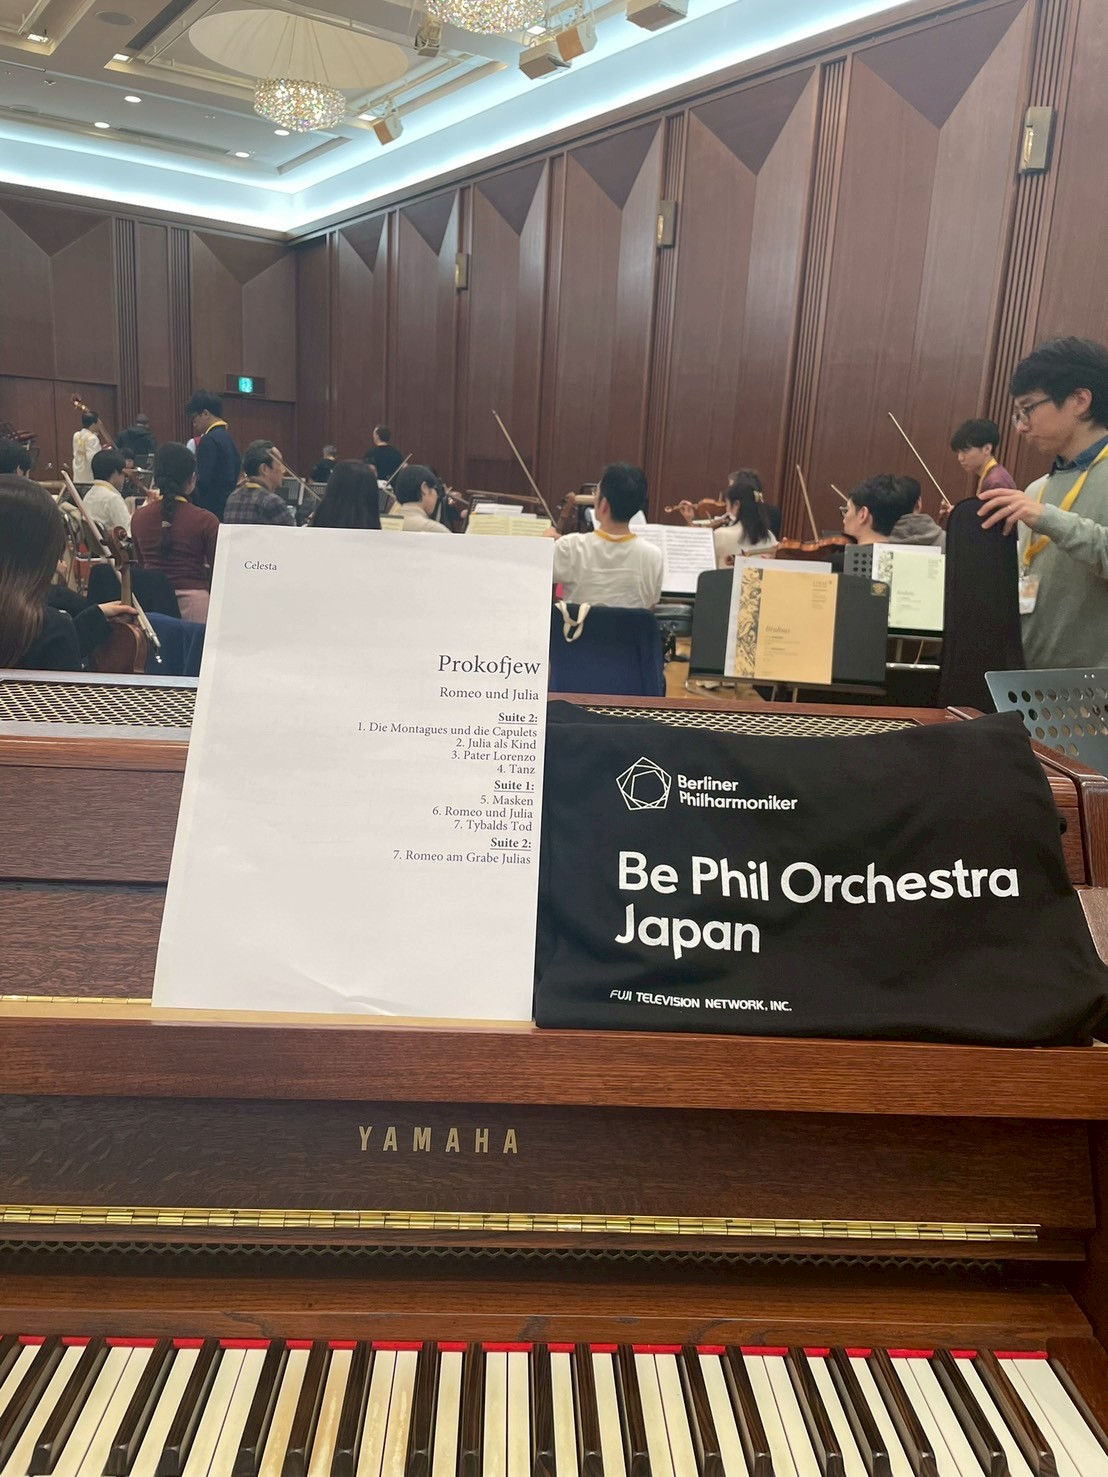 Celesta
Prokofjew
Romeo und Julia
Suite 2:
1. Die Montagues und die Capulets
2. Julia als Kind
3. Pater Lorenzo
4. Tanz
Suite 1:
5. Masken
6. Romeo und Julia
7. Tybalds Tod
Suite 2:
7. Romeo am Grabe Julias
Berliner
Philharmoniker
Be Phil Orchestra
Japan
FUJI TELEVISION NETWORK, INC.
YAMAHA